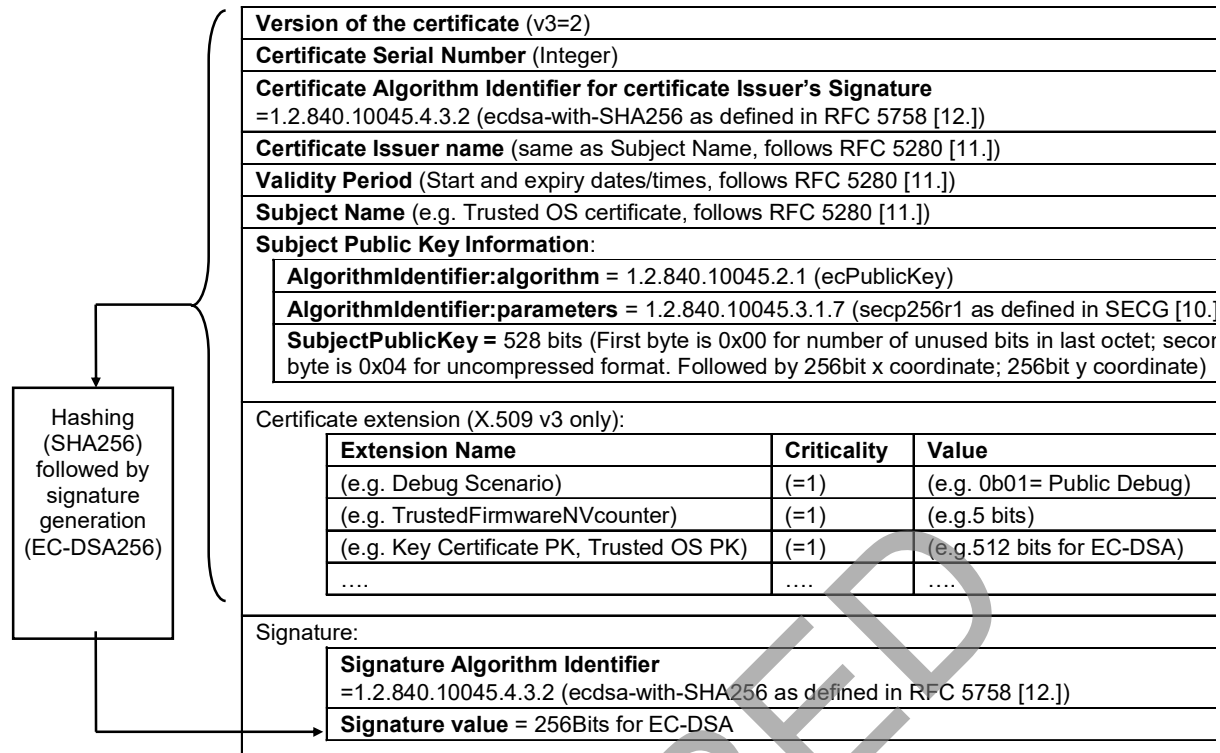 Version of the certificate (v3=2)
Certificate Serial Number (Integer)
Certificate Algorithm Identifier for certificate Issuer's Signature
=1.2.840.10045.4.3.2 (ecdsa-with-SHA256 as defined in RFC 5758 [12.])
Certificate Issuer name (same as Subject Name, follows RFC 5280 [11.])
Validity Period (Start and expiry dates/times, follows RFC 5280 [11.])
Subject Name (e.g. Trusted OS certificate, follows RFC 5280 [11.])
Subject Public Key Information:
AlgorithmIdentifier:algorithm = 1.2.840.10045.2.1 (ecPublicKey)
AlgorithmIdentifier:parameters = 1.2.840.10045.3.1.7 (secp256r1 as defined in SECG [10.]
SubjectPublicKey = 528 bits (First byte is 0x00 for number of unused bits in last octet;
byte is 0x04 for uncompressed format. Followed by 256bit x coordinate; 256bit y coordinate)
Hashing
(SHA256)
followed by
signature
generation
(EC-DSA256)
Certificate extension (X.509 v3 only):
Extension Name Criticality Value
(e.g. Debug Scenario) (=1) (e.g. 0b01= Public Debug)
(e.g. TrustedFirmwareNVcounter) (=1) (e.g.5 bits)
(e.g. Key Certificate PK, Trusted OS PK) (=1) (e.g.512 bits for EC-DSA)
…. …. ….
Signature:
Signature Algorithm Identifier
=1.2.840.10045.4.3.2 (ecdsa-with-SHA256 as defined in RFC 5758 [12.])
Signature value = 256Bits for EC-DSA